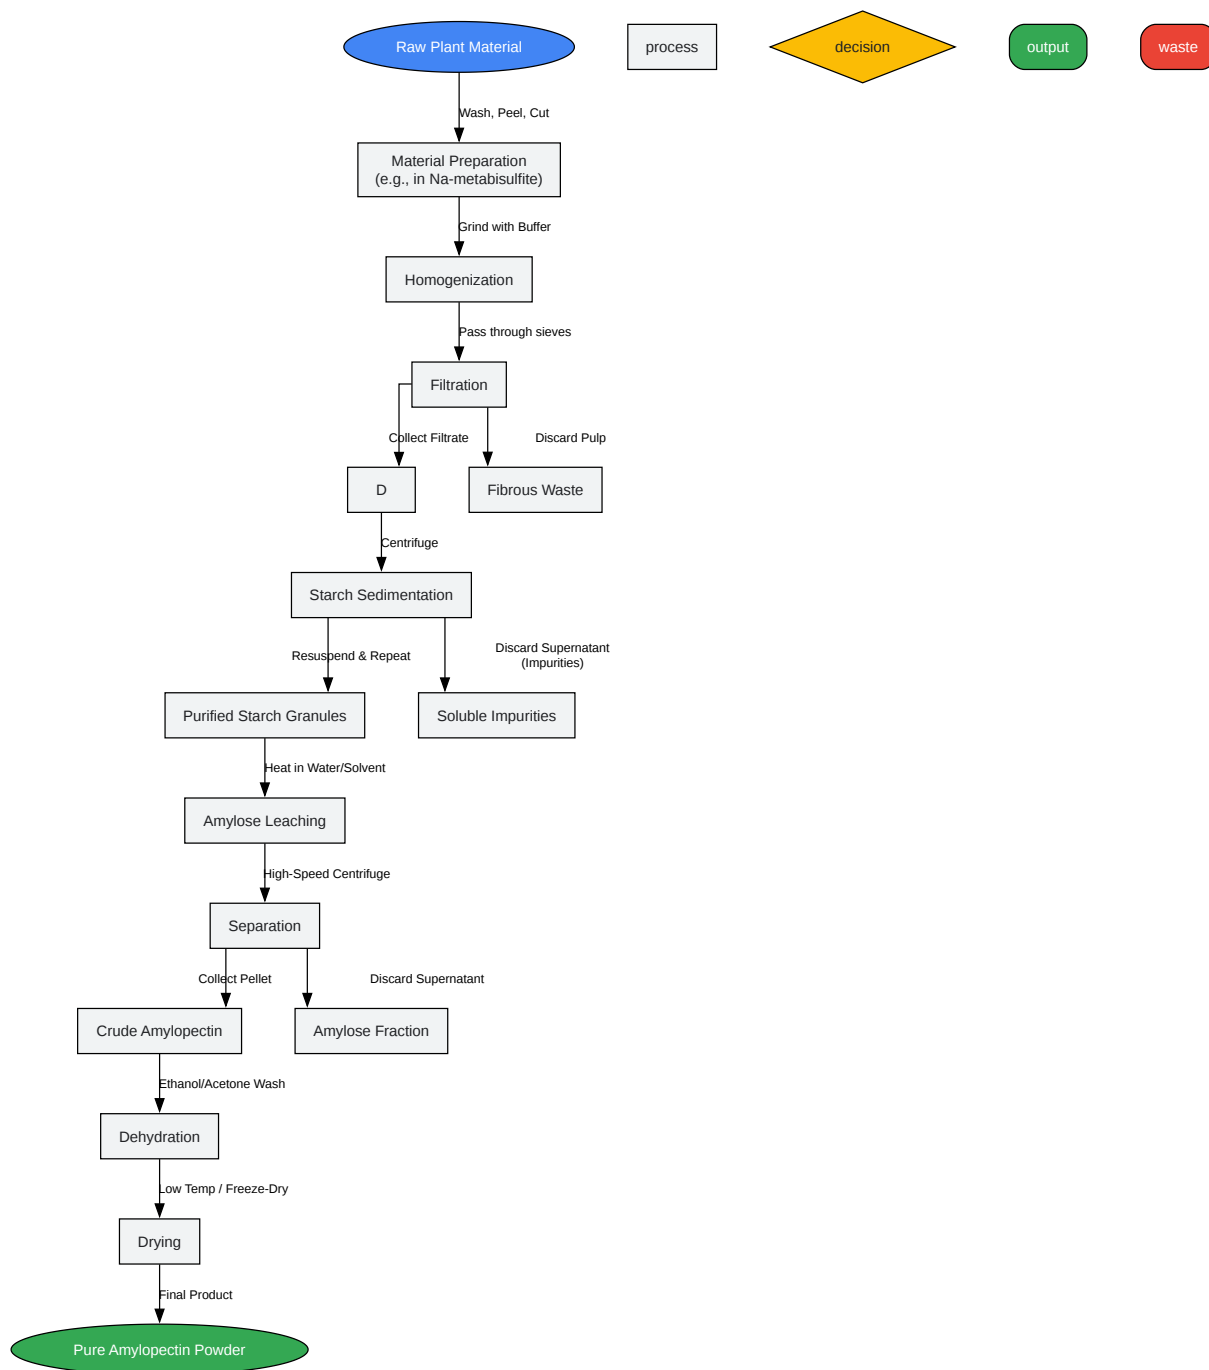 Raw Plant Material
process
decision
output
waste
Wash, Peel, Cut
Material Preparation
(e.g., in Na-metabisulfite)
Grind with Buffer
Homogenization
Pass through sieves
Filtration
Collect Filtrate
Discard Pulp
D
Fibrous Waste
Centrifuge
Starch Sedimentation
Resuspend & Repeat
Discard Supernatant
(Impurities)
Purified Starch Granules
Soluble Impurities
Heat in Water/Solvent
Amylose Leaching
High-Speed Centrifuge
Separation
Collect Pellet
Discard Supernatant
Crude Amylopectin
Amylose Fraction
Ethanol/Acetone Wash
Dehydration
Low Temp / Freeze-Dry
Drying
Final Product
Pure Amylopectin Powder